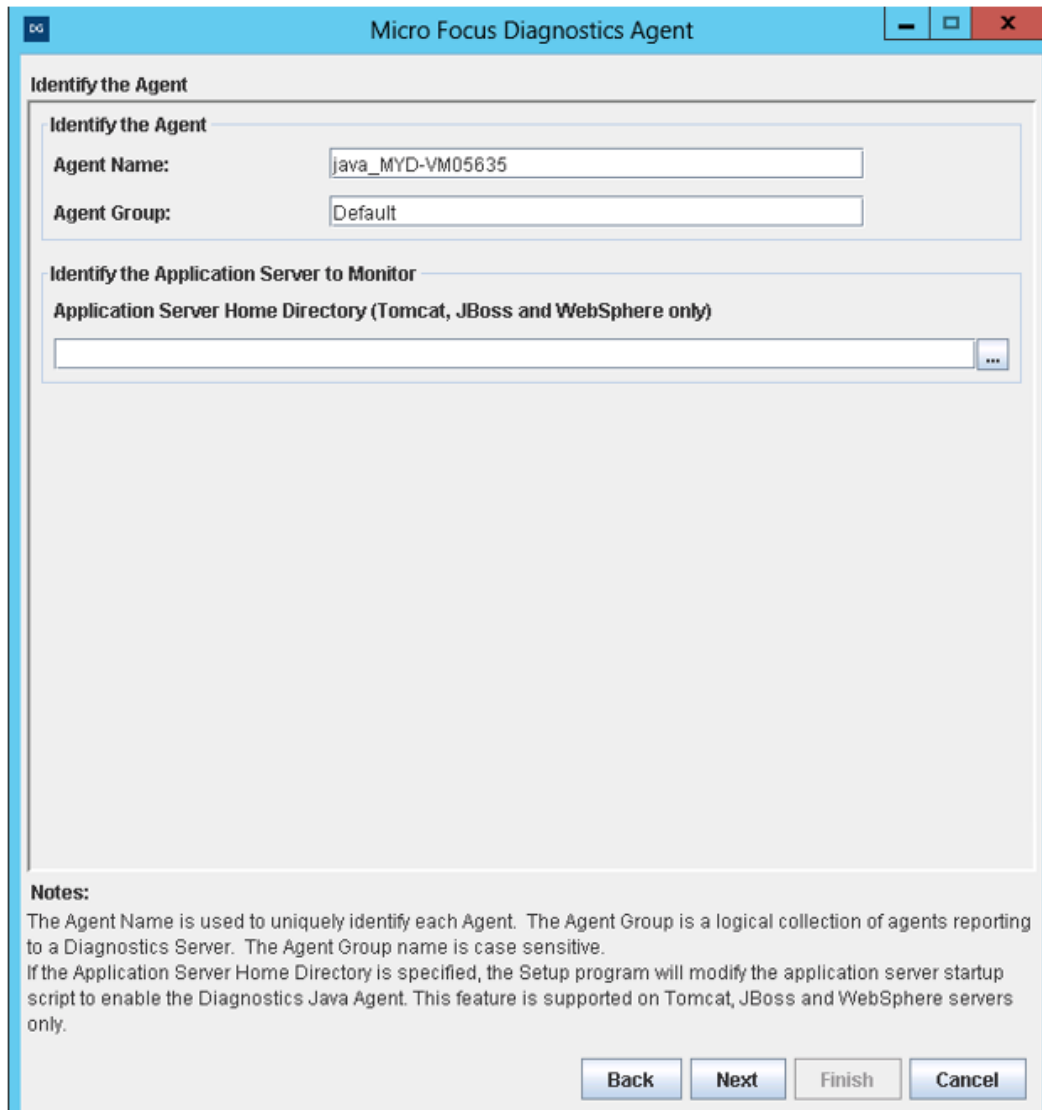 DG
Micro Focus Diagnostics Agent
x
Identify the Agent
Identify the Agent
Agent Name:
java_MYD-VM05635
Agent Group:
Default
Identify the Application Server to Monitor
Application Server Home Directory (Tomcat, JBoss and WebSphere only)
...
Notes:
The Agent Name is used to uniquely identify each Agent. The Agent Group is a logical collection of agents reporting
to a Diagnostics Server. The Agent Group name is case sensitive.
If the Application Server Home Directory is specified, the Setup program will modify the application server startup
script to enable the Diagnostics Java Agent. This feature is supported on Tomcat, JBoss and WebSphere servers
only.
Back
Next
Finish
Cancel